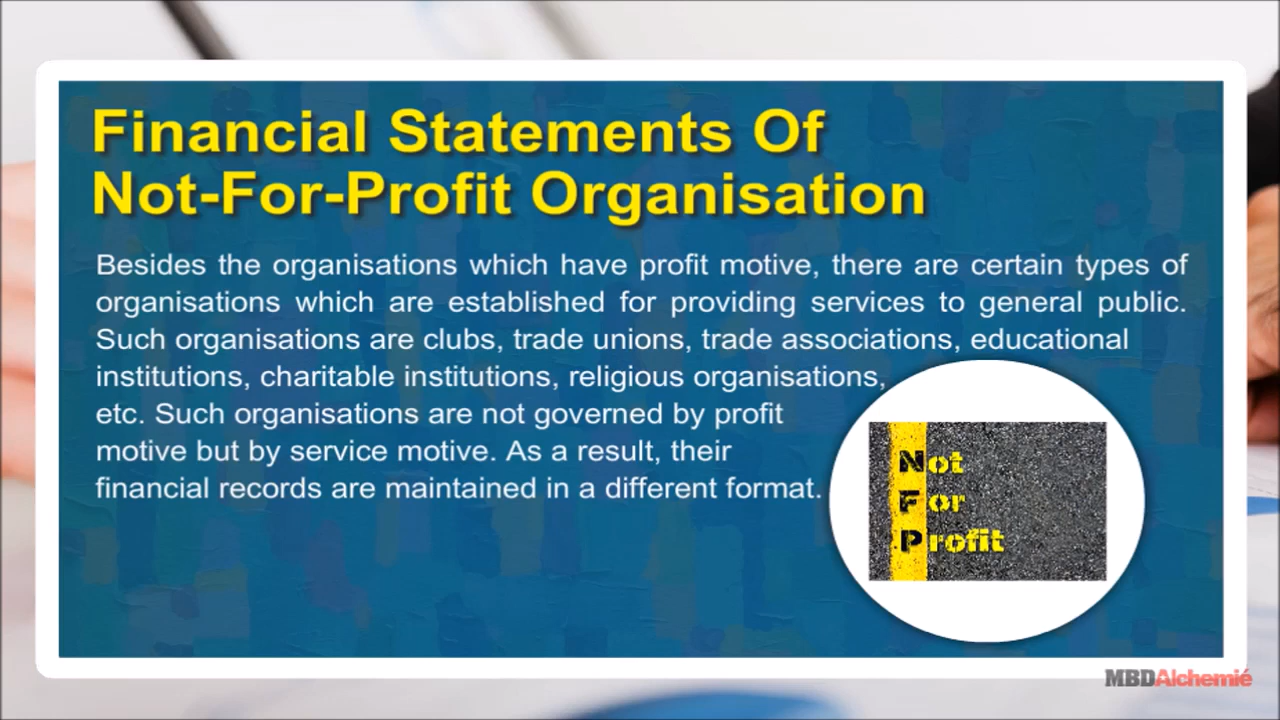 Financial Statements Of
Not-For-Profit Organisation
Besides the organisations which have profit motive, there are certain types of
organisations which are established for providing services to general public.
Such organisations are clubs, trade unions, trade associations, educational
institutions, charitable institutions, religious organisations,
etc. Such organisations are not governed by profit
motive but by service motive. As a result, their
financial records are maintained in a different format.
Not
For
Profit
MBDAlchemié